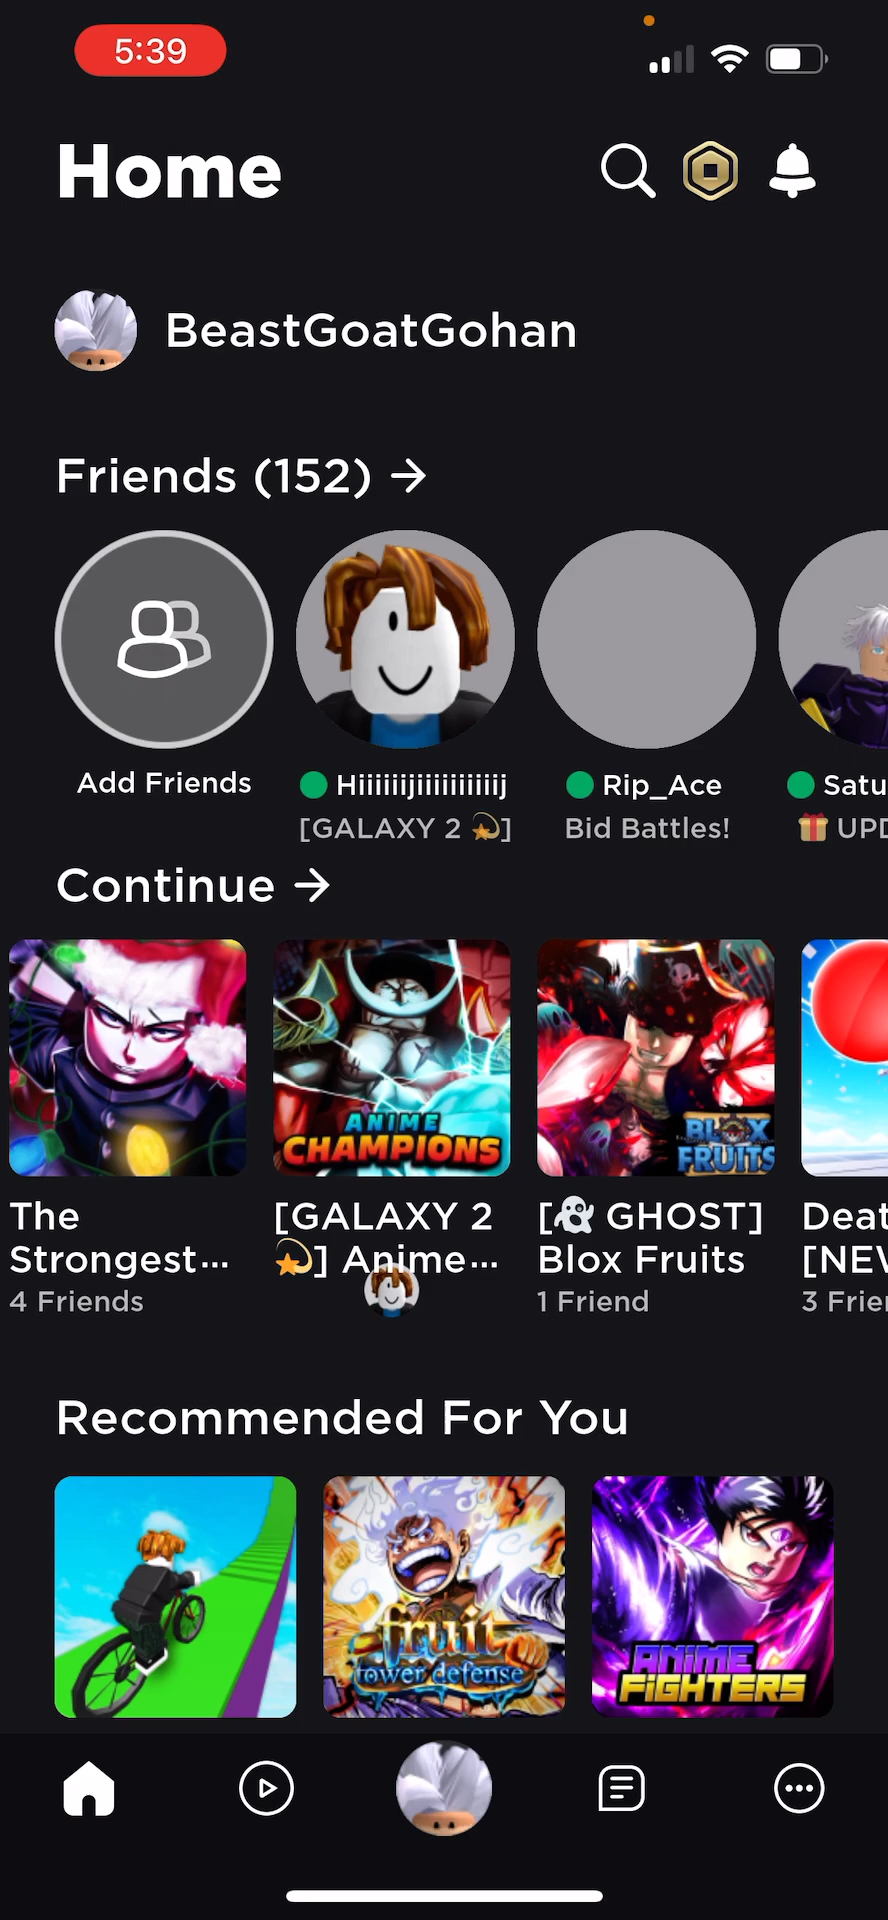 5:39
Home
BeastGoatGohan
Friends (152) →
Add Friends
Hiiiiiijiiiiiiiiiij
[GALAXY 2 💫]
Rip_Ace
Bid Battles!
Satu
🎁 UPD
Continue →
ANIME
CHAMPIONS
BLOX
FRUITS
The
Strongest...
4 Friends
[GALAXY 2
💫] Anime...
[👻 GHOST]
Blox Fruits
1 Friend
Deat
[NEW
3 Frie
Recommended For You
fruit
tower defense
ANIME
FIGHTERS